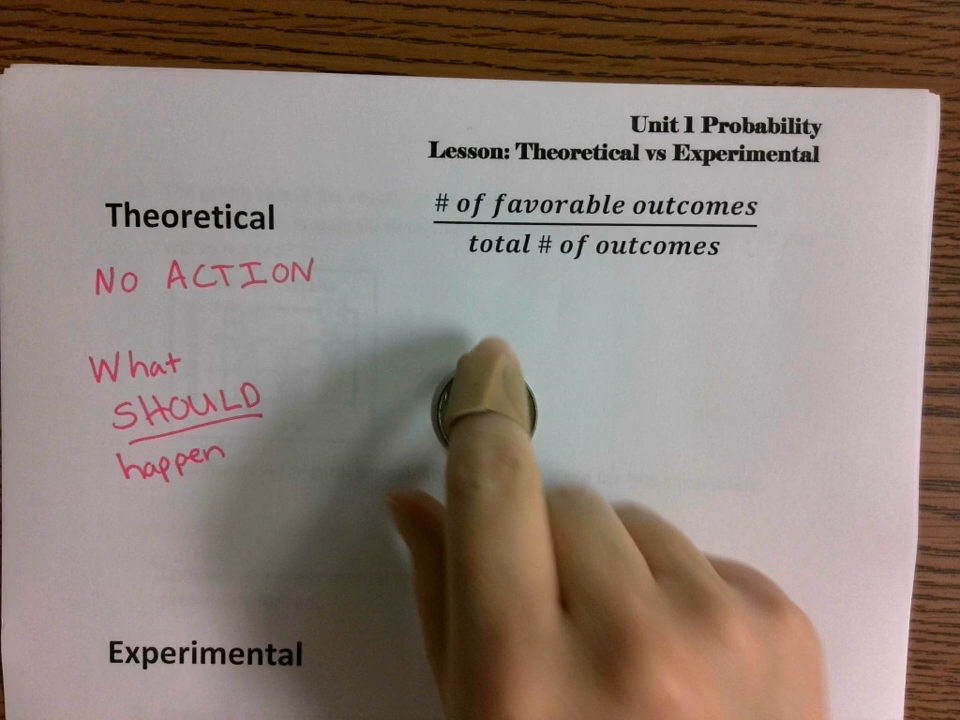 Unit 1 Probability
Lesson: Theoretical vs Experimental
Theoretical
# of favorable outcomes
total # of outcomes
NO ACTION
What
SHOULD
happen
Experimental